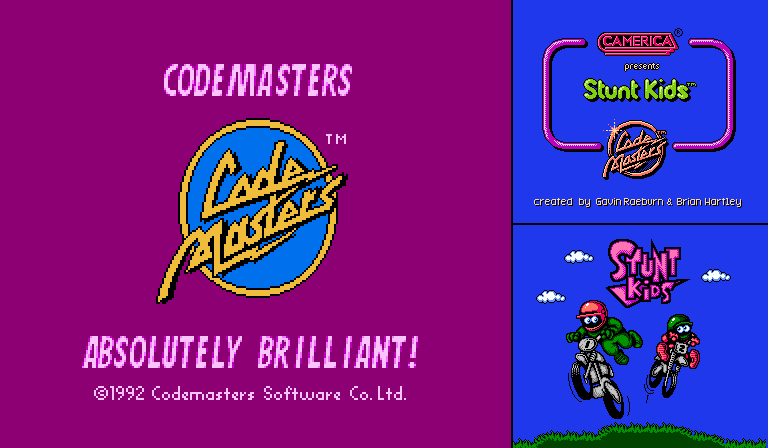 CODEMASTERS
TM
Code
Masters
ABSOLUTELY BRILLIANT!
©1992 Codemasters Software Co. Ltd.
CAMERICA®
presents
Stunt Kids™
Code TM
Masters
created by Gavin Raeburn & Brian Hartley
STUNT
KIDS